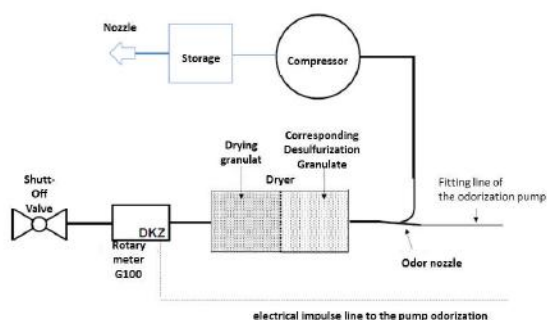 Nozzle
Storage
Compressor
Drying
granulat
Corresponding
Desulfurization
Granulate
Dryer
Shutt-
Off
Valve
DKZ
Rotary
meter
G100
Fitting line of
the odorization pump
Odor nozzle
electrical impulse line to the pump odorization